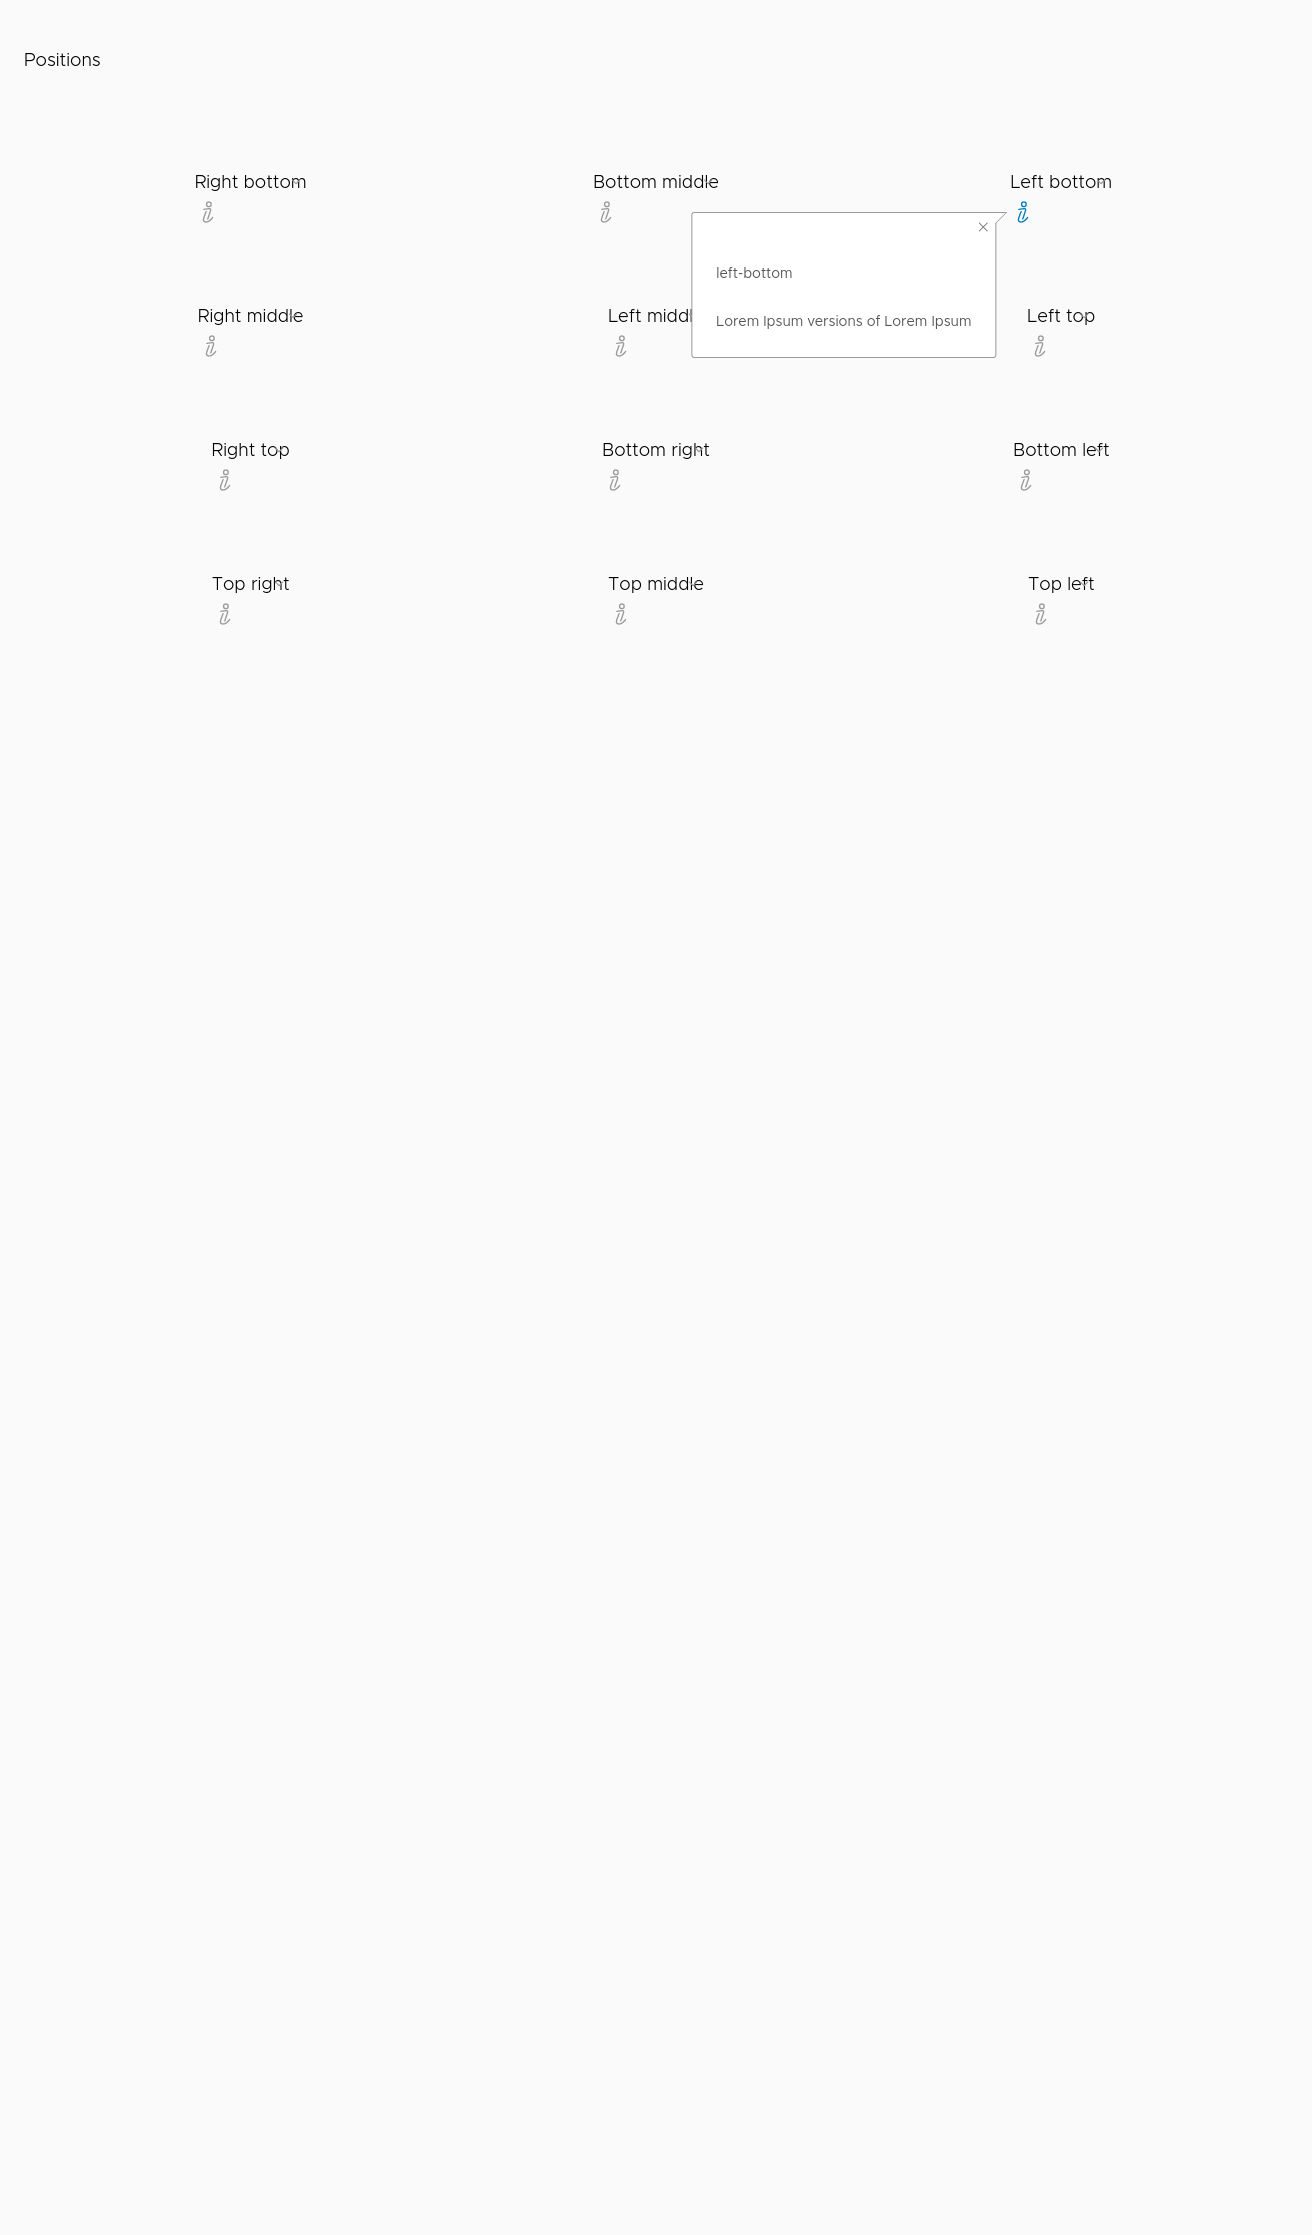 Positions
Right bottom
Bottom middle
Left bottom
left-bottom
Lorem Ipsum versions of Lorem Ipsum
Right middle
Left middl
Left top
Right top
Bottom right
Bottom left
Top right
Top middle
Top left